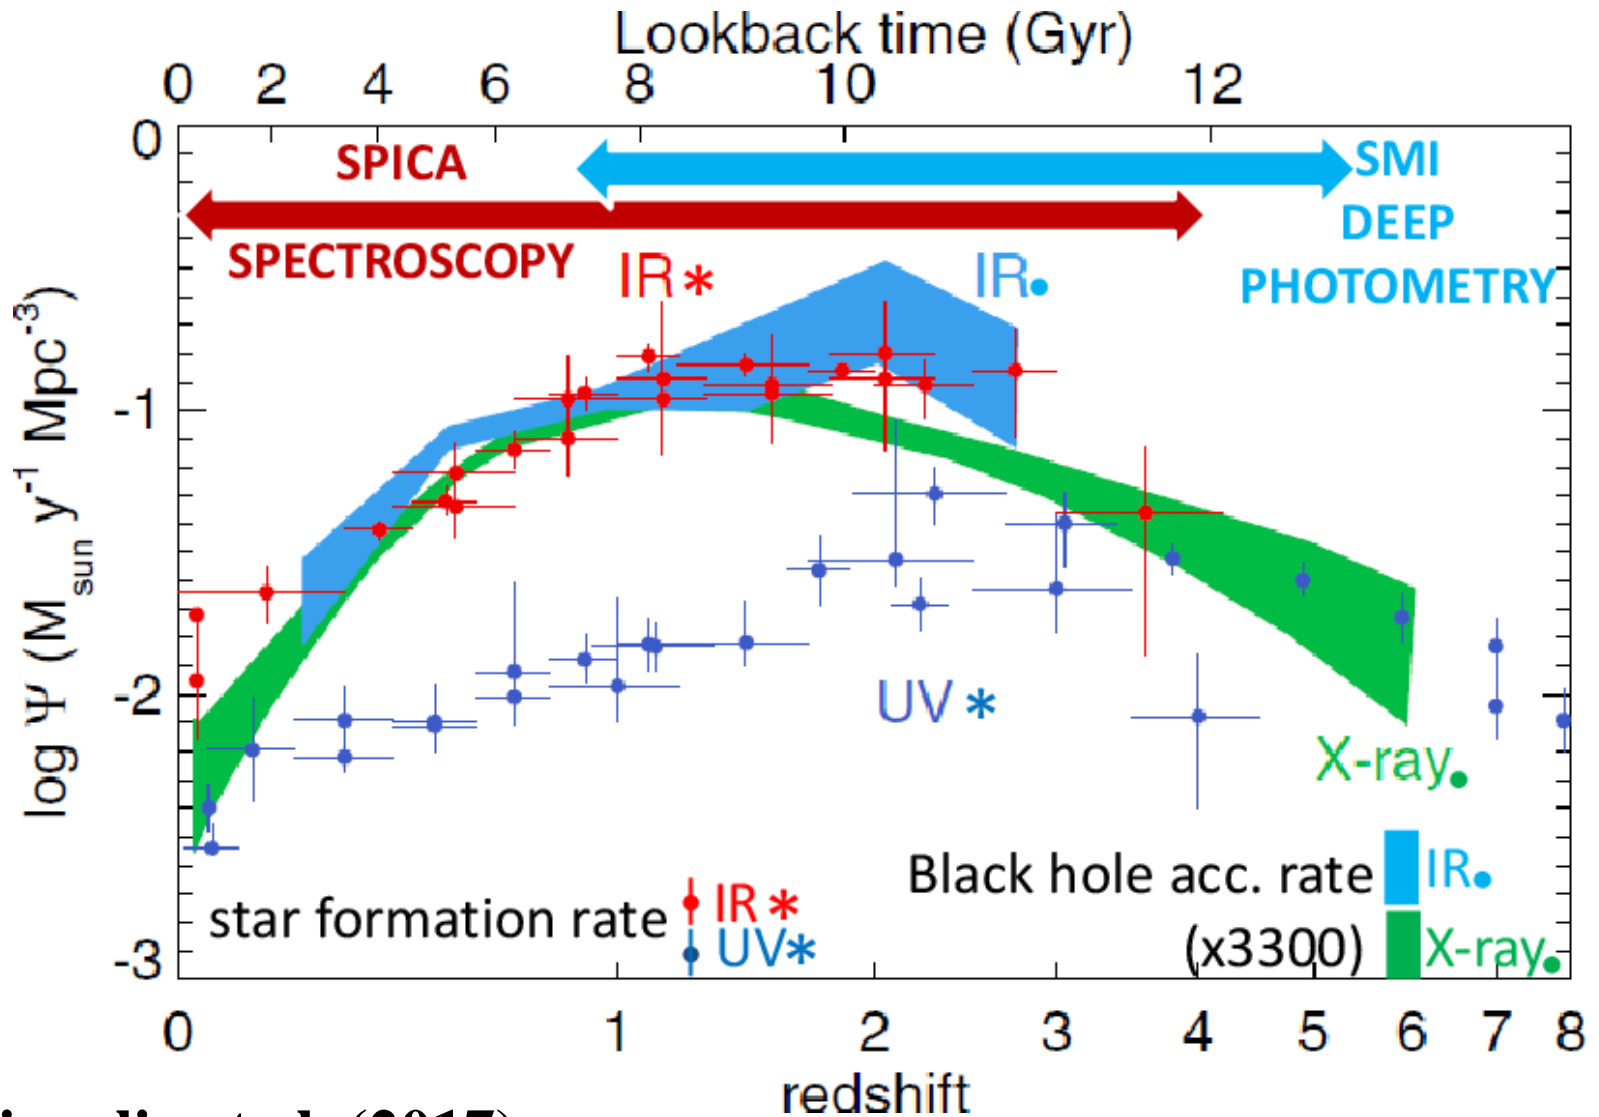 Lookback time (Gyr)
0 2 4 6 8 10 12
0
-1
-2
-3
log Ψ (M_sun y^-1 Mpc^-3)
SPICA
SPECTROSCOPY
SMI
DEEP
PHOTOMETRY
IR *
IR•
UV *
X-ray•
star formation rate
IR *
UV*
Black hole acc. rate
(x3300)
IR•
X-ray•
0 1 2 3 4 5 6 7 8
redshift
(2017)